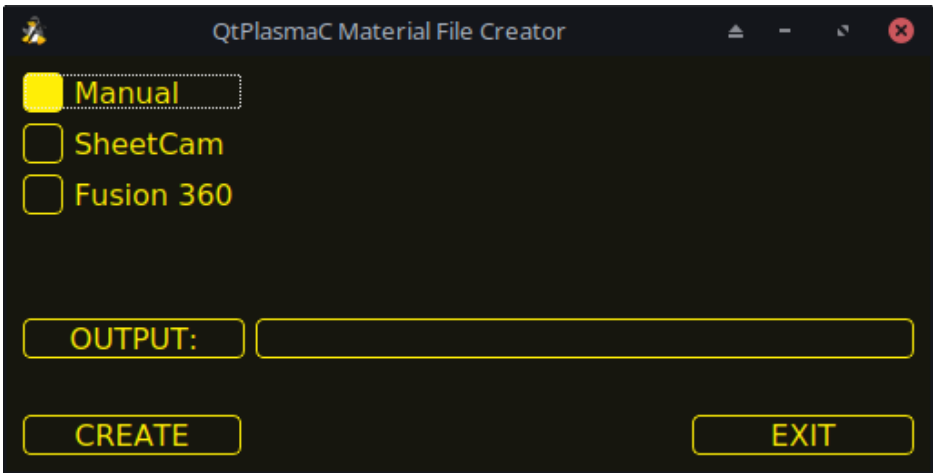 QtPlasmaC Material File Creator
Manual
SheetCam
Fusion 360
OUTPUT:
CREATE
EXIT